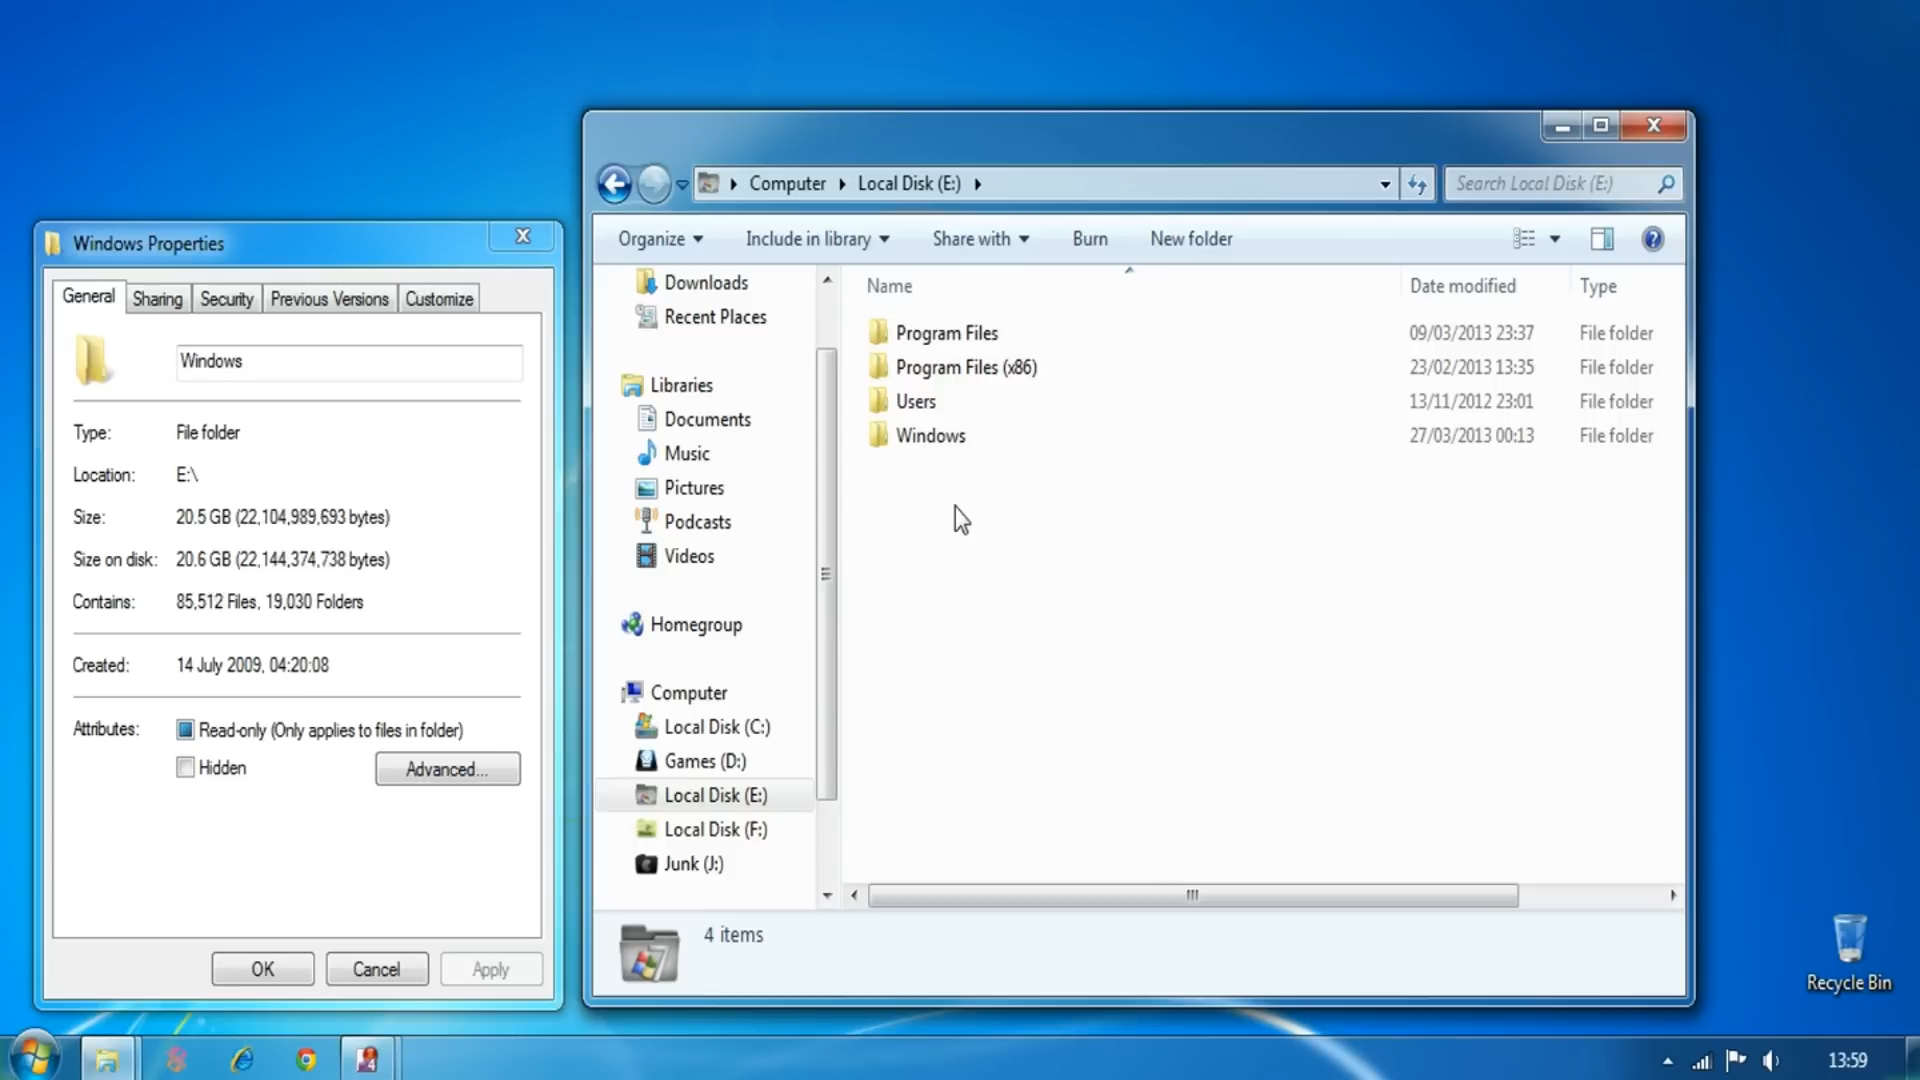 Windows Properties
General Sharing Security Previous Versions Customize
Windows
Type: File folder
Location: E:\
Size: 20.5 GB (22,104,989,693 bytes)
Size on disk: 20.6 GB (22,144,374,738 bytes)
Contains: 85,512 Files, 19,030 Folders
Created: 14 July 2009, 04:20:08
Attributes: Read-only (Only applies to files in folder)
Hidden Advanced...
OK Cancel Apply
Computer Local Disk (E:) Search Local Disk (E:)
Organize Include in library Share with Burn New folder
Downloads
Recent Places
Libraries
Documents
Music
Pictures
Podcasts
Videos
Homegroup
Computer
Local Disk (C:)
Games (D:)
Local Disk (E:)
Local Disk (F:)
Junk (J:)
Name Date modified Type
Program Files 09/03/2013 23:37 File folder
Program Files (x86) 23/02/2013 13:35 File folder
Users 13/11/2012 23:01 File folder
Windows 27/03/2013 00:13 File folder
4 items
Recycle Bin
13:59